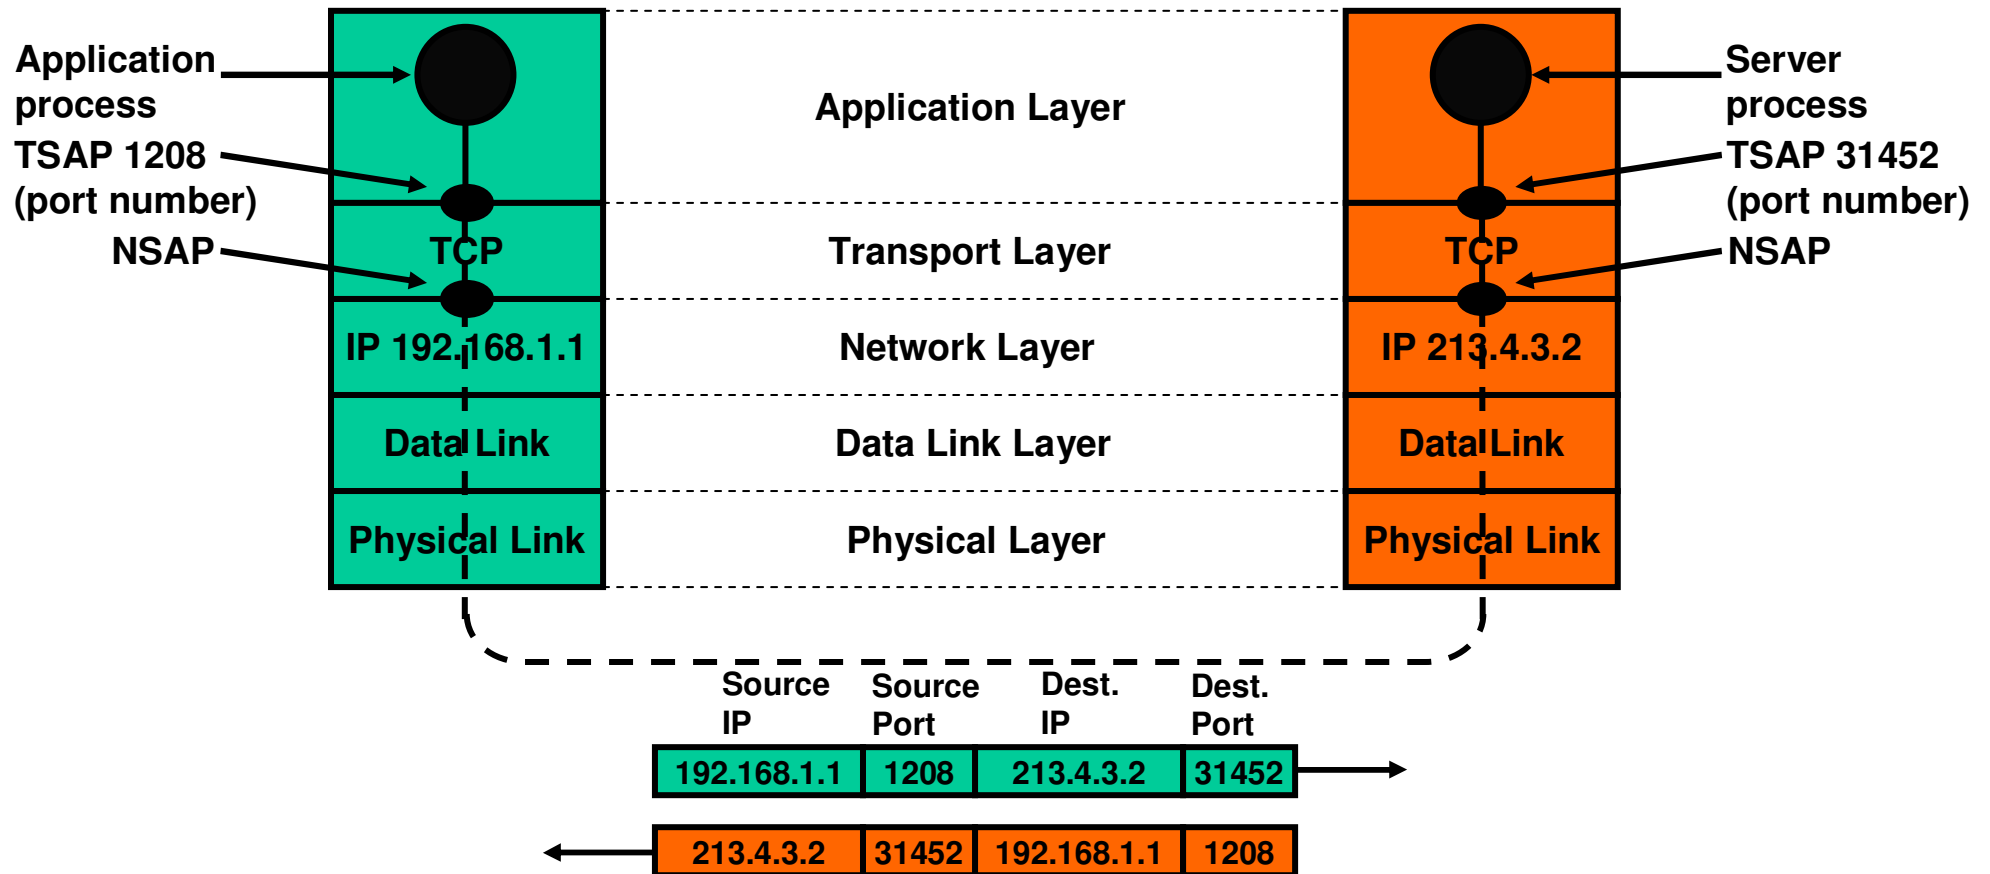 Application
process
TSAP 1208
(port number)
NSAP
TCP
IP 192.168.1.1
Data Link
Physical Link
Application Layer
Transport Layer
Network Layer
Data Link Layer
Physical Layer
TCP
IP 213.4.3.2
Data Link
Physical Link
Server
process
TSAP 31452
(port number)
NSAP
Source IP
Source Port
Dest. IP
Dest. Port
192.168.1.1 1208 213.4.3.2 31452
213.4.3.2 31452 192.168.1.1 1208